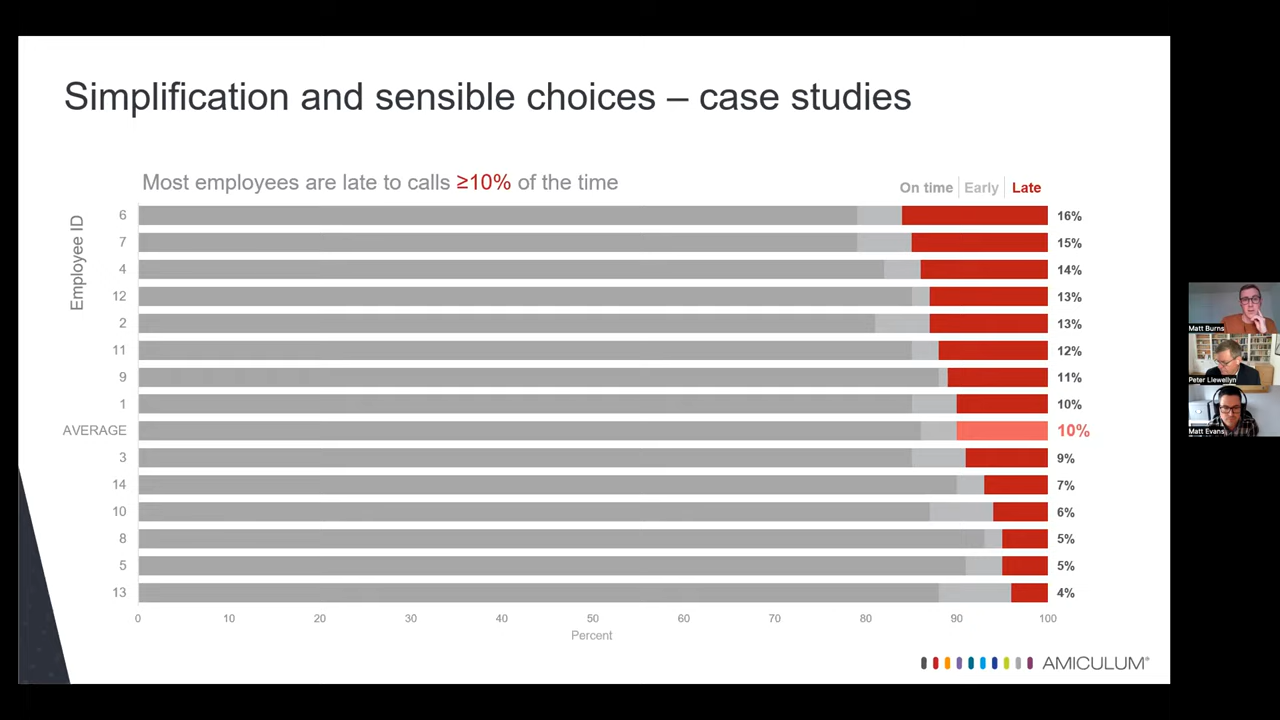 Simplification and sensible choices – case studies
Most employees are late to calls ≥10% of the time
On time Early Late
Employee ID
6 16%
7 15%
4 14%
12 13%
2 13%
11 12%
9 11%
1 10%
AVERAGE 10%
3 9%
14 7%
10 6%
8 5%
5 5%
13 4%
0 10 20 30 40 50 60 70 80 90 100
Percent
AMICULUM®
Matt Burns
Peter Llewellyn
Matt Evans